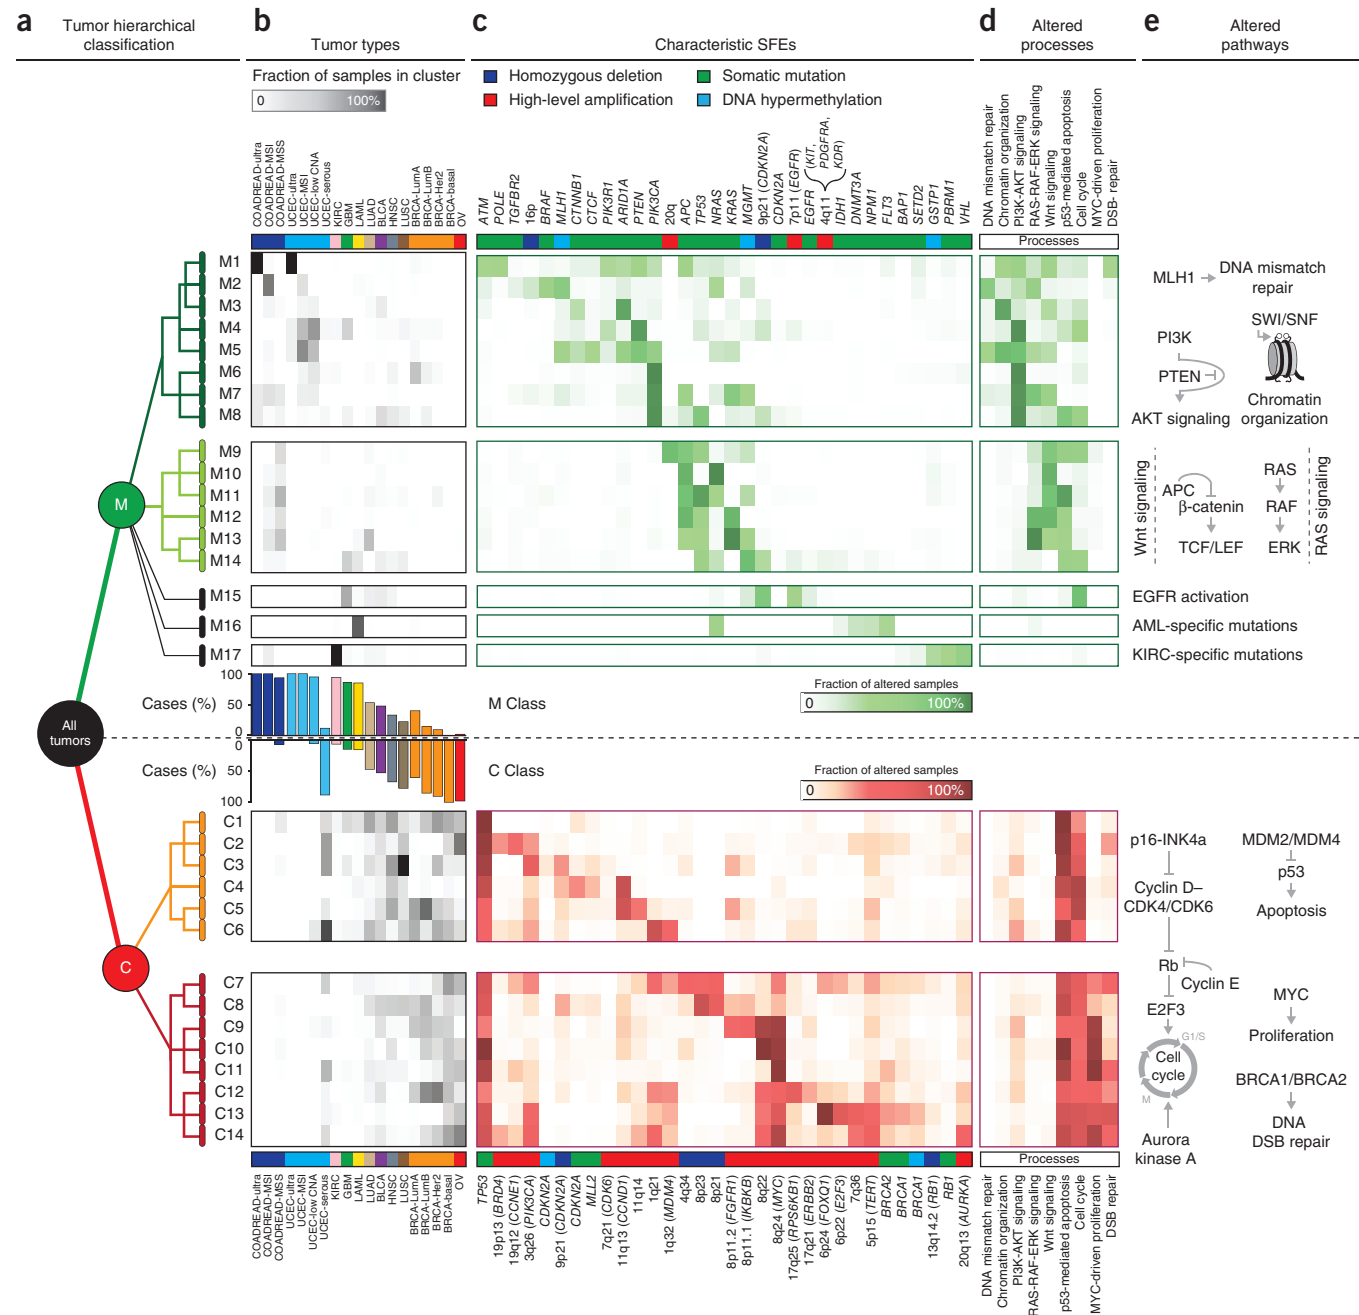 a
Tumor hierarchical
classification
b
Tumor types
c
Characteristic SFEs
d
Altered
processes
e
Altered
pathways
Fraction of samples in cluster
0
100%
Homozygous deletion
High-level amplification
Somatic mutation
DNA hypermethylation
COADREAD-ultra
COADREAD-MSI
COADREAD-MSS
UCEC-ultra
UCEC-MSI
UCEC-low CNA
UCEC-serous
KIRC
GBM
LAML
LUAD
BLCA
HNSC
LUSC
BRCA-LumA
BRCA-LumB
BRCA-Her2
BRCA-basal
OV
ATM
POLE
TGFBR2
16p
BRAF
MLH1
CTNNB1
CTCF
PIK3R1
ARID1A
PTEN
PIK3CA
20q
APC
TP53
NRAS
KRAS
MGMT
9p21 (CDKN2A)
CDKN2A
7p11 (EGFR)
EGFR
4q11
(KIT,
PDGFRA,
KDR)
IDH1
DNMT3A
NPM1
FLT3
BAP1
SETD2
GSTP1
PBRM1
VHL
DNA mismatch repair
Chromatin organization
PI3K-AKT signaling
RAS-RAF-ERK signaling
Wnt signaling
p53-mediated apoptosis
Cell cycle
MYC-driven proliferation
DSB- repair
Processes
M1
M2
M3
M4
M5
M6
M7
M8
M9
M10
M11
M12
M13
M14
M15
M16
M17
M
All
tumors
C
MLH1
DNA mismatch
repair
PI3K
PTEN
AKT signaling
SWI/SNF
Chromatin
organization
Wnt signaling
APC
β-catenin
TCF/LEF
RAS
RAF
ERK
RAS signaling
EGFR activation
AML-specific mutations
KIRC-specific mutations
Cases (%)
100
50
0
M Class
Fraction of altered samples
0
100%
Cases (%)
0
50
100
C Class
Fraction of altered samples
0
100%
C1
C2
C3
C4
C5
C6
C7
C8
C9
C10
C11
C12
C13
C14
p16-INK4a
Cyclin D–
CDK4/CDK6
Rb
Cyclin E
E2F3
G1/S
Cell
cycle
M
Aurora
kinase A
MDM2/MDM4
p53
Apoptosis
MYC
Proliferation
BRCA1/BRCA2
DNA
DSB repair
Processes
COADREAD-ultra
COADREAD-MSI
COADREAD-MSS
UCEC-ultra
UCEC-MSI
UCEC-low CNA
UCEC-serous
KIRC
GBM
LAML
LUAD
BLCA
HNSC
LUSC
BRCA-LumA
BRCA-LumB
BRCA-Her2
BRCA-basal
OV
TP53
19p13 (BRD4)
19q12 (CCNE1)
3q26 (PIK3CA)
CDKN2A
9p21 (CDKN2A)
CDKN2A
MLL2
7q21 (CDK6)
11q13 (CCND1)
11q14
1q21
1q32 (MDM4)
4q34
8p23
8p21
8p11.2 (FGFR1)
8p11.1 (IKBKB)
8q22
8q24 (MYC)
17q25 (RPS6KB1)
17q21 (ERBB2)
6p24 (FOXQ1)
6p22 (E2F3)
7q36
5p15 (TERT)
BRCA2
BRCA1
BRCA1
13q14.2 (RB1)
RB1
20q13 (AURKA)
DNA mismatch repair
Chromatin organization
PI3K-AKT signaling
RAS-RAF-ERK signaling
Wnt signaling
p53-mediated apoptosis
Cell cycle
MYC-driven proliferation
DSB repair